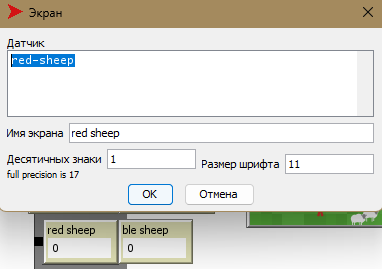 Экран
Датчик
red-sheep
Имя экрана red sheep
Десятичных знаки 1 Размер шрифта 11
full precision is 17
OK Отмена
red sheep ble sheep
0 0